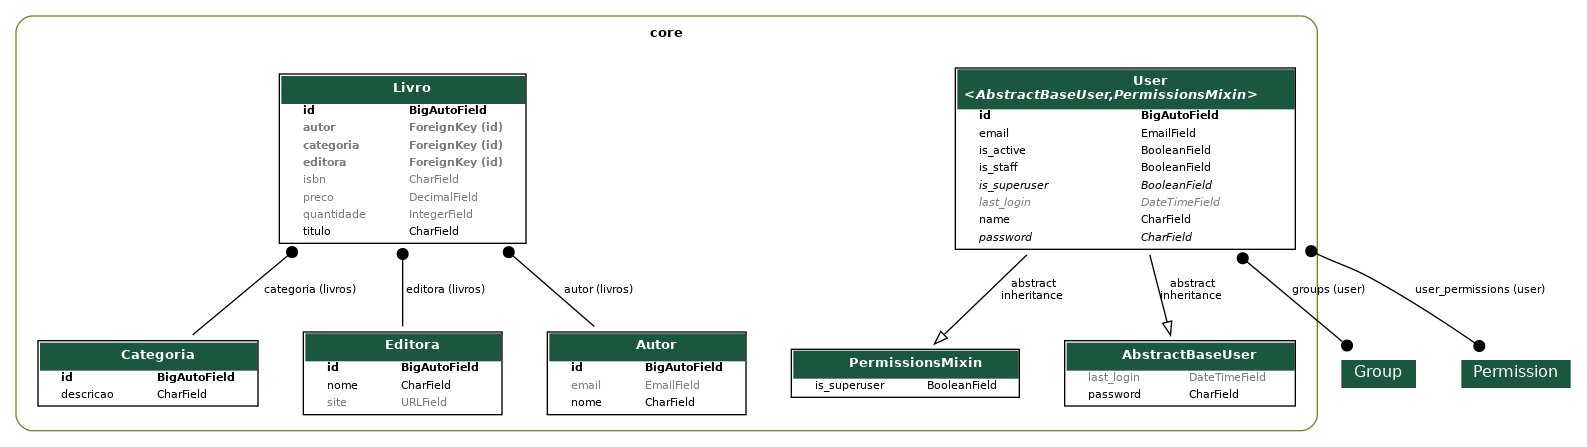 core
Livro
id BigAutoField
autor ForeignKey (id)
categoria ForeignKey (id)
editora ForeignKey (id)
isbn CharField
preco DecimalField
quantidade IntegerField
titulo CharField
User
<AbstractBaseUser,PermissionsMixin>
id BigAutoField
email EmailField
is_active BooleanField
is_staff BooleanField
is_superuser BooleanField
last_login DateTimeField
name CharField
password CharField
categoria (livros)
editora (livros)
autor (livros)
abstract
inheritance
abstract
inheritance
groups (user)
user_permissions (user)
Categoria
id BigAutoField
descricao CharField
Editora
id BigAutoField
nome CharField
site URLField
Autor
id BigAutoField
email EmailField
nome CharField
PermissionsMixin
is_superuser BooleanField
AbstractBaseUser
last_login DateTimeField
password CharField
Group
Permission